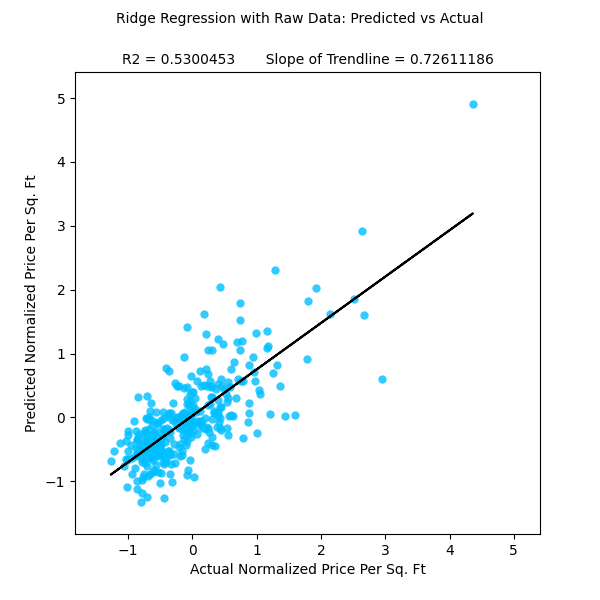 Ridge Regression with Raw Data: Predicted vs Actual
R2 = 0.5300453 Slope of Trendline = 0.72611186
5
4
3
2
1
0
−1
Predicted Normalized Price Per Sq. Ft
−1 0 1 2 3 4 5
Actual Normalized Price Per Sq. Ft